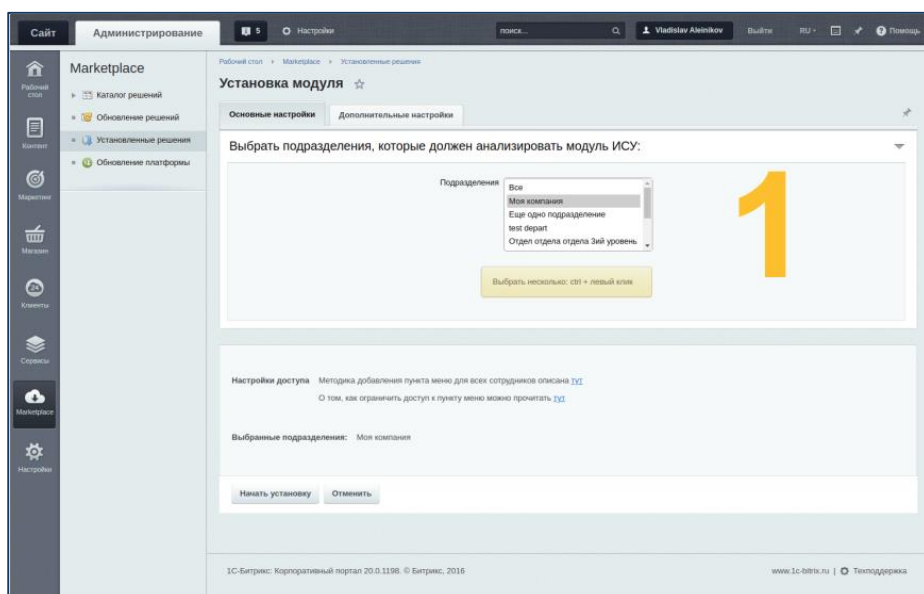 Сайт
Администрирование
5
Настройки
поиск...
Vladislav Aleinikov
Выйти
RU
Помощь
Рабочий стол
Контент
Маркетинг
Магазин
24
Клиенты
Сервисы
Marketplace
Настройки
Marketplace
Каталог решений
Обновление решений
Установленные решения
Обновление платформы
Рабочий стол Marketplace Установленные решения
Установка модуля
Основные настройки Дополнительные настройки
Выбрать подразделения, которые должен анализировать модуль ИСУ:
Подразделения
Все
Моя компания
Еще одно подразделение
test depart
Отдел отдела отдела 3ий уровень
Выбрать несколько: ctrl + левый клик
1
Настройки доступа Методика добавления пункта меню для всех сотрудников описана тут
О том, как ограничить доступ к пункту меню можно прочитать тут
Выбранные подразделения: Моя компания
Начать установку Отменить
1С-Битрикс: Корпоративный портал 20.0.1198. © Битрикс, 2016
www.1c-bitrix.ru | Техподдержка